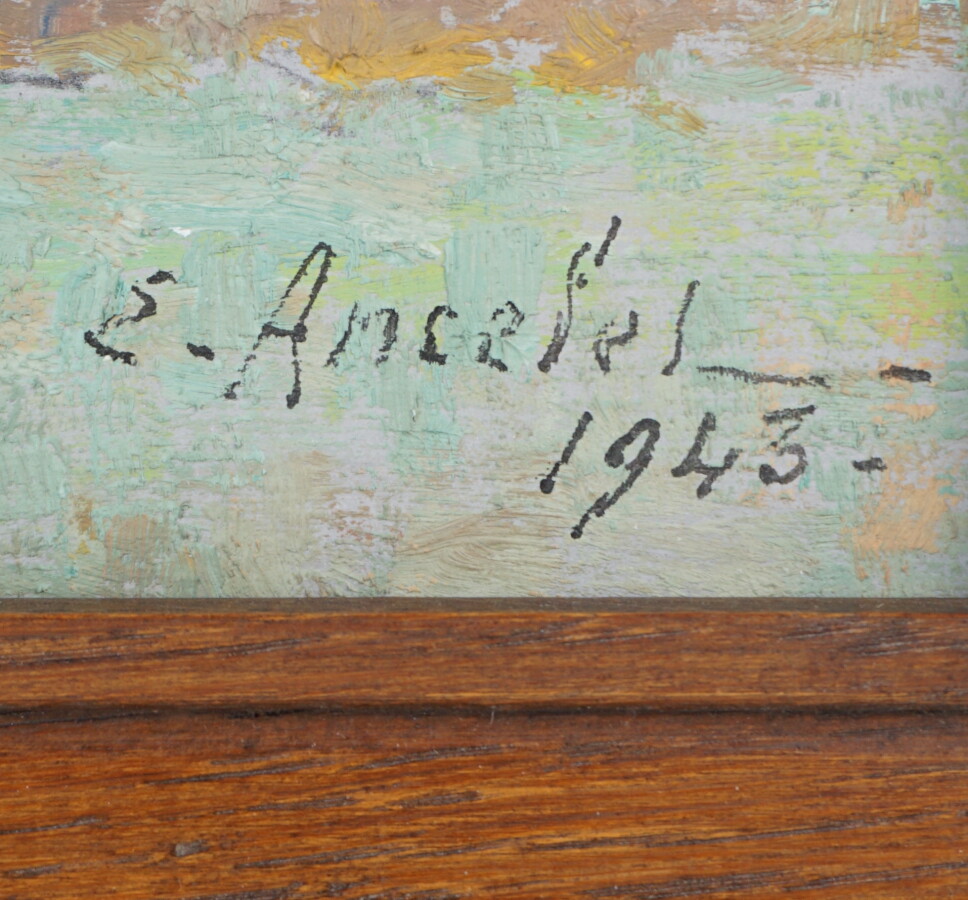 E. Ancelet _ -
1943 -